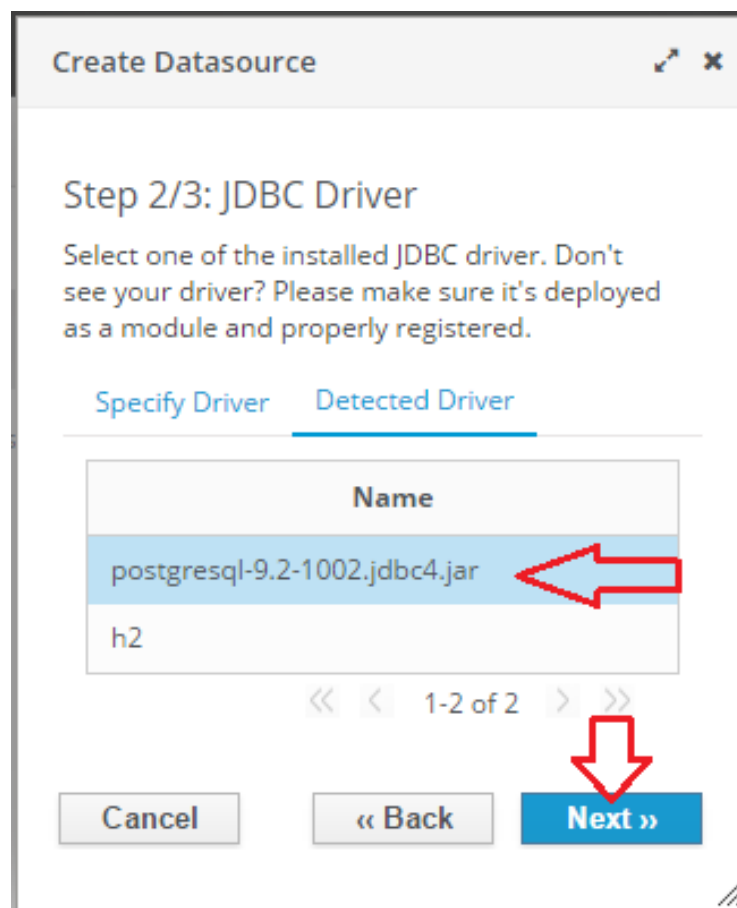 Create Datasource
Step 2/3: JDBC Driver
Select one of the installed JDBC driver. Don't
see your driver? Please make sure it's deployed
as a module and properly registered.
Specify Driver Detected Driver
Name
postgresql-9.2-1002.jdbc4.jar
h2
1-2 of 2
Cancel ‹‹ Back Next ››